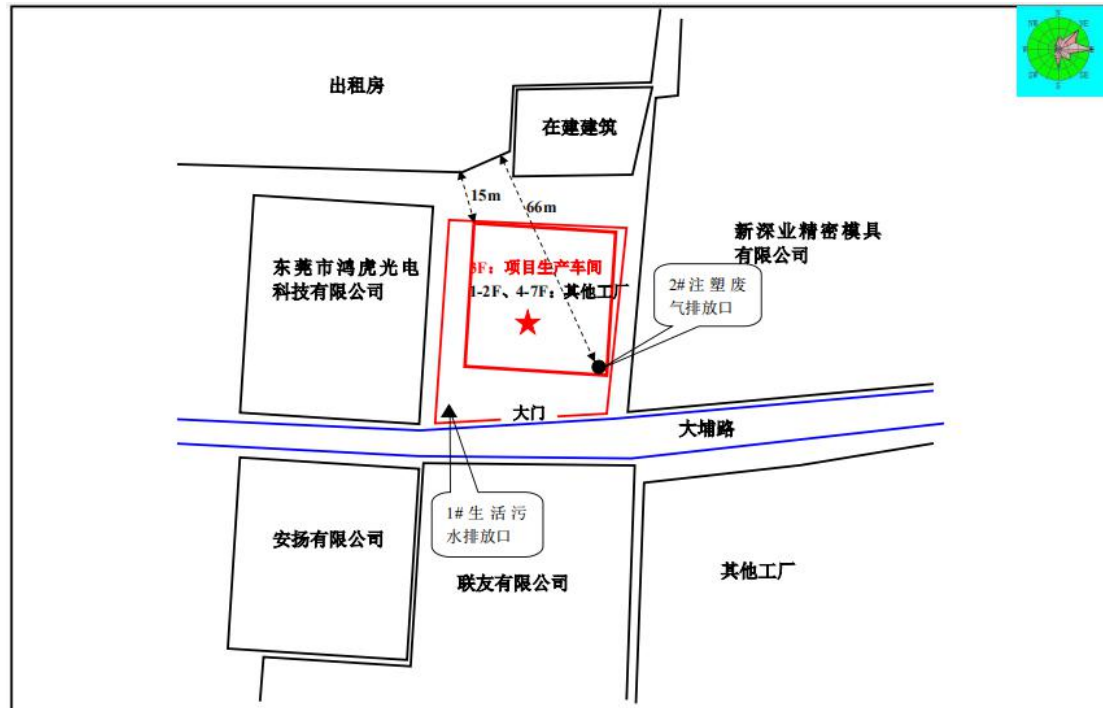 出租房
在建建筑
15m
66m
新深业精密模具
有限公司
东莞市鸿虎光电
科技有限公司
3F：项目生产车间
1-2F、4-7F：其他工厂
2#注塑废
气排放口
大门
大埔路
1#生活污
水排放口
安扬有限公司
联友有限公司
其他工厂
N
NE
SE
S
SW
NW